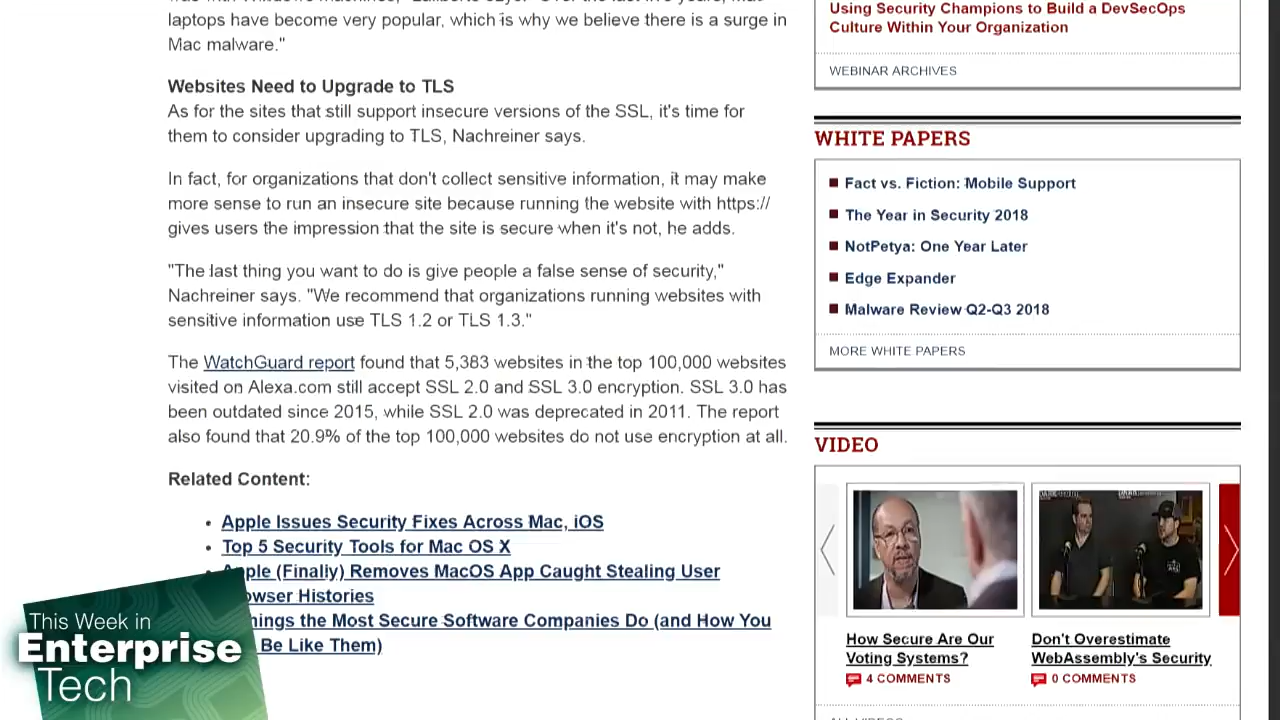 laptops have become very popular, which is why we believe there is a surge in
Mac malware."
Websites Need to Upgrade to TLS
As for the sites that still support insecure versions of the SSL, it's time for
them to consider upgrading to TLS, Nachreiner says.
In fact, for organizations that don't collect sensitive information, it may make
more sense to run an insecure site because running the website with https://
gives users the impression that the site is secure when it's not, he adds.
"The last thing you want to do is give people a false sense of security,"
Nachreiner says. "We recommend that organizations running websites with
sensitive information use TLS 1.2 or TLS 1.3."
The WatchGuard report found that 5,383 websites in the top 100,000 websites
visited on Alexa.com still accept SSL 2.0 and SSL 3.0 encryption. SSL 3.0 has
been outdated since 2015, while SSL 2.0 was deprecated in 2011. The report
also found that 20.9% of the top 100,000 websites do not use encryption at all.
Related Content:
Apple Issues Security Fixes Across Mac, iOS
Top 5 Security Tools for Mac OS X
(Finally) Removes MacOS App Caught Stealing User
Histories
the Most Secure Software Companies Do (and How You
Be Like Them)
This Week in
Enterprise
Tech
Using Security Champions to Build a DevSecOps
Culture Within Your Organization
WEBINAR ARCHIVES
WHITE PAPERS
Fact vs. Fiction: Mobile Support
The Year in Security 2018
NotPetya: One Year Later
Edge Expander
Malware Review Q2-Q3 2018
MORE WHITE PAPERS
VIDEO
How Secure Are Our
Voting Systems?
4 COMMENTS
Don't Overestimate
WebAssembly's Security
0 COMMENTS